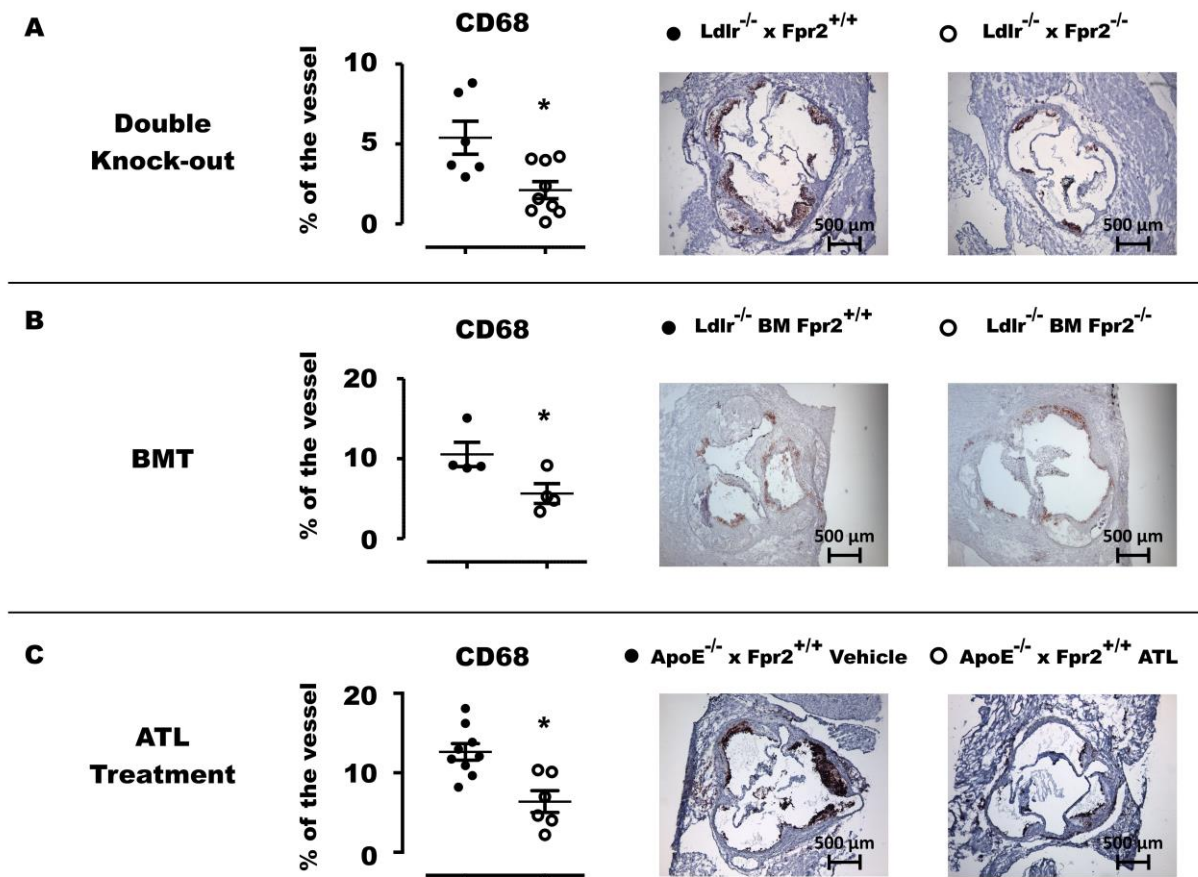 A
Double
Knock-out
CD68
% of the vessel
10
5
0
*
● Ldlr-/- x Fpr2+/+
○ Ldlr-/- x Fpr2-/-
500 µm
500 µm
B
BMT
CD68
% of the vessel
20
10
0
*
● Ldlr-/- BM Fpr2+/+
○ Ldlr-/- BM Fpr2-/-
500 µm
500 µm
C
ATL
Treatment
CD68
% of the vessel
20
10
0
*
● ApoE-/- x Fpr2+/+ Vehicle
○ ApoE-/- x Fpr2+/+ ATL
500 µm
500 µm